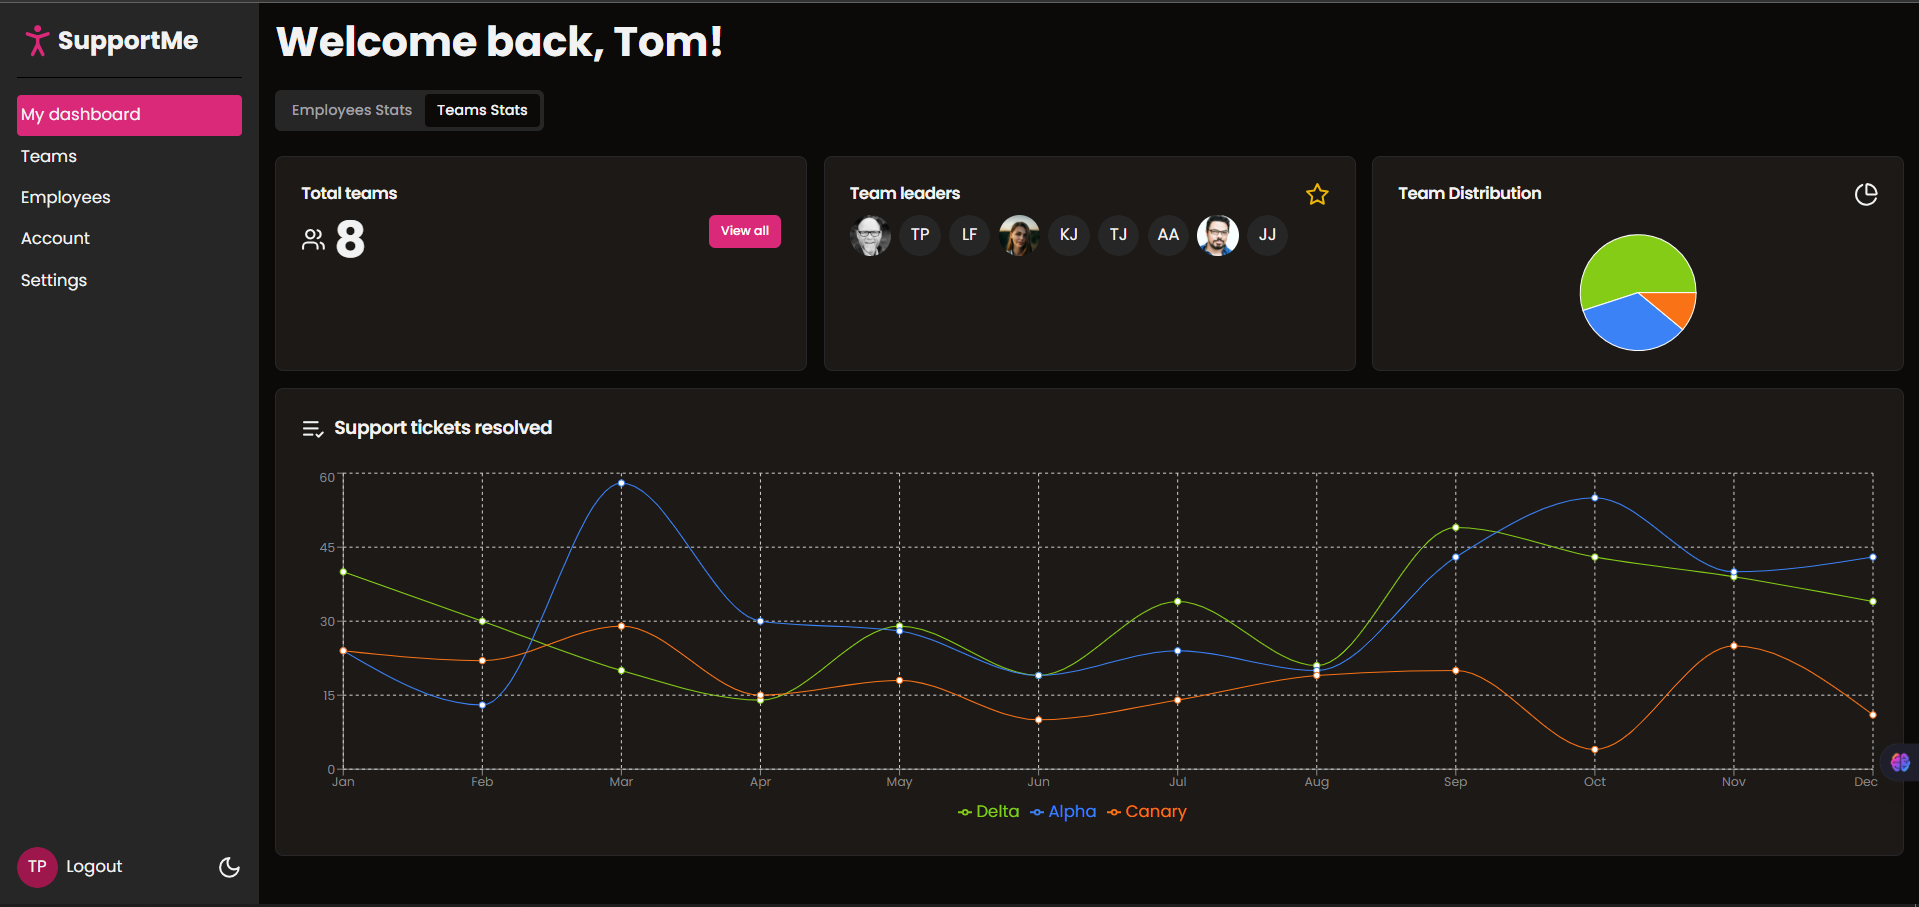 SupportMe
My dashboard
Teams
Employees
Account
Settings
TP
Logout
Welcome back, Tom!
Employees Stats
Teams Stats
Total teams
8
View all
Team leaders
TP LF KJ TJ AA JJ
Team Distribution
Support tickets resolved
60
45
30
15
0
Jan Feb Mar Apr May Jun Jul Aug Sep Oct Nov Dec
Delta Alpha Canary